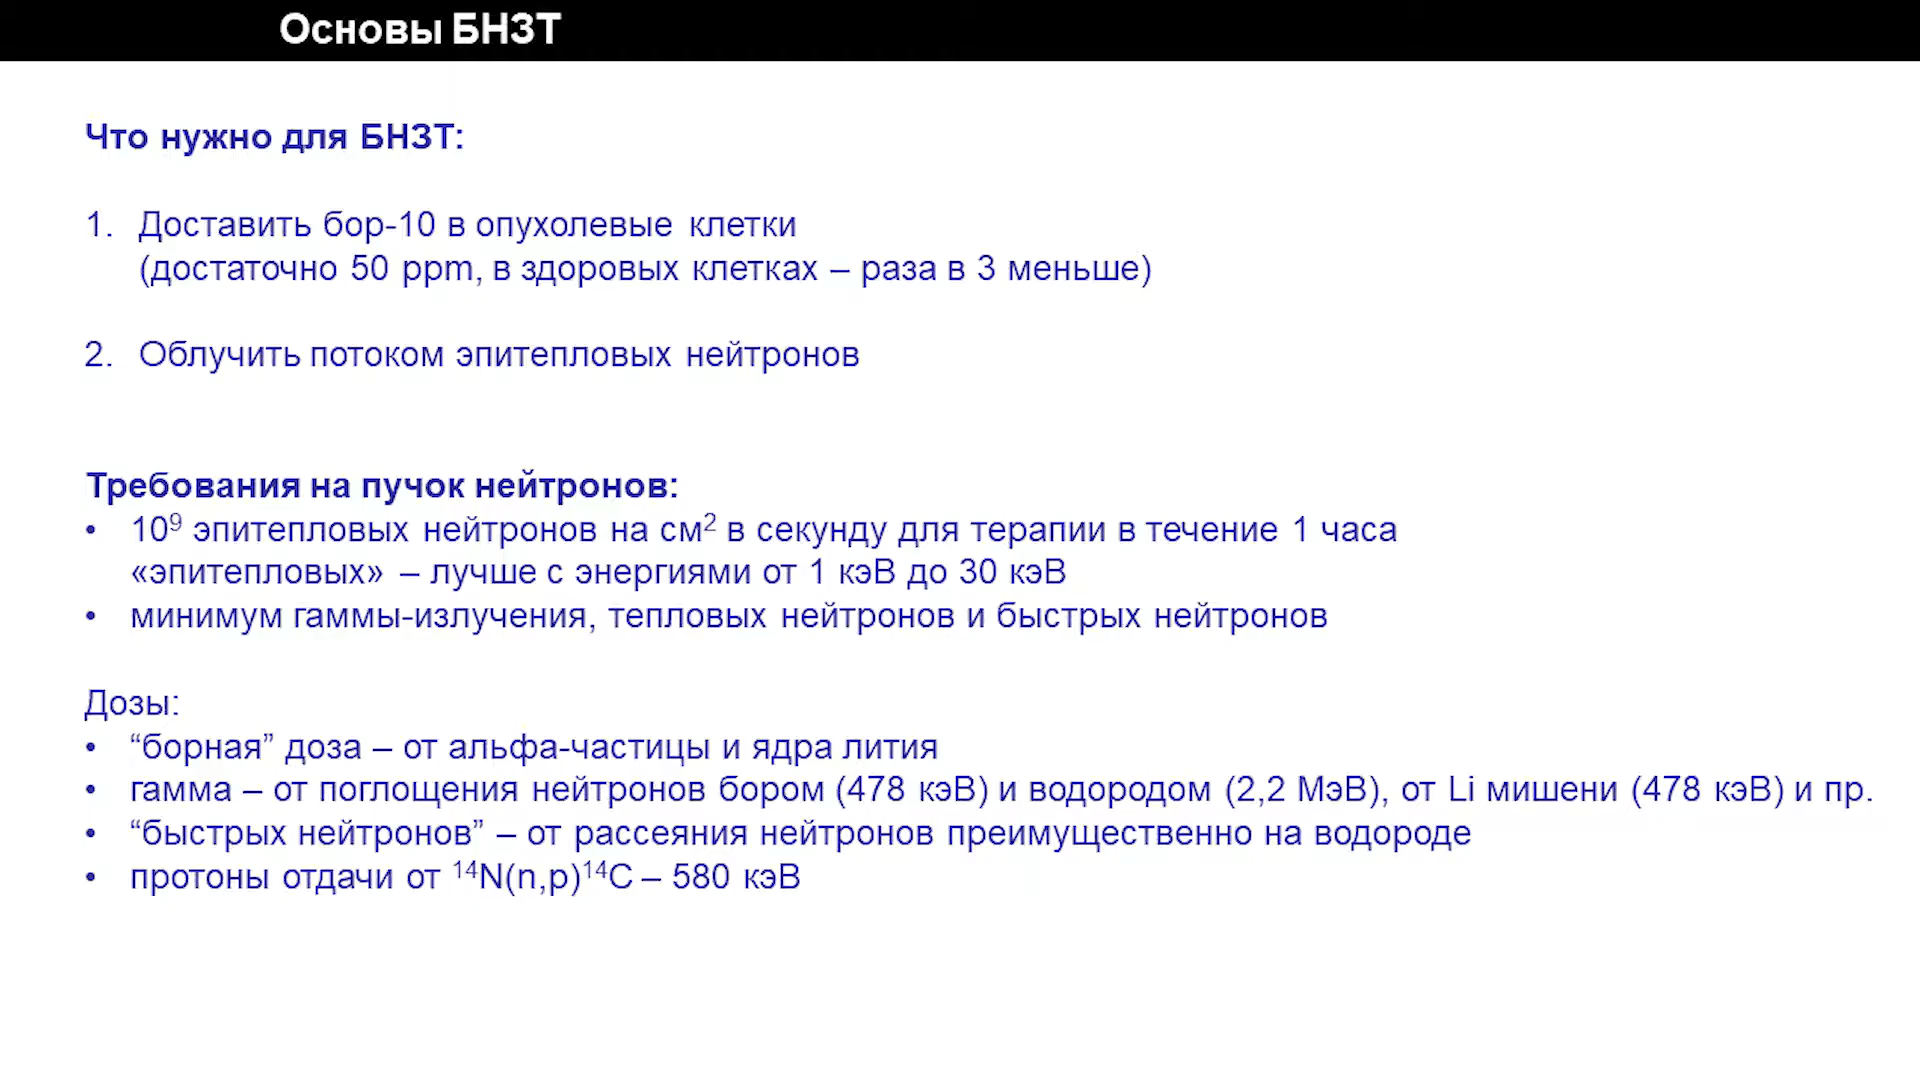 Основы БНЗТ
Что нужно для БНЗТ:
1. Доставить бор-10 в опухолевые клетки
(достаточно 50 ppm, в здоровых клетках – раза в 3 меньше)
2. Облучить потоком эпитепловых нейтронов
Требования на пучок нейтронов:
• 10⁹ эпитепловых нейтронов на см² в секунду для терапии в течение 1 часа
«эпитепловых» – лучше с энергиями от 1 кэВ до 30 кэВ
• минимум гаммы-излучения, тепловых нейтронов и быстрых нейтронов
Дозы:
• “борная” доза – от альфа-частицы и ядра лития
• гамма – от поглощения нейтронов бором (478 кэВ) и водородом (2,2 МэВ), от Li мишени (478 кэВ) и пр.
• “быстрых нейтронов” – от рассеяния нейтронов преимущественно на водороде
• протоны отдачи от ¹⁴N(n,p)¹⁴C – 580 кэВ